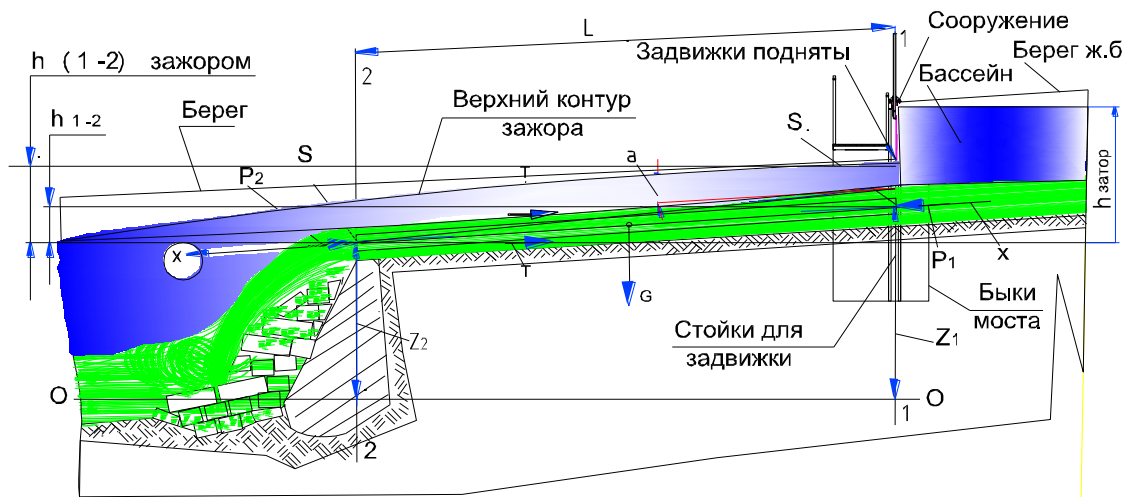 L
1
Сооружение
Задвижки подняты
Берег ж.б
h (1-2) зажором
2
Бассейн
h 1-2
Берег
Верхний контур
зажора
S
S.
T
a
P2
h затор
x
T
P1
x
G
Быки
моста
Стойки для
задвижки
Z2
Z1
O
O
1
2